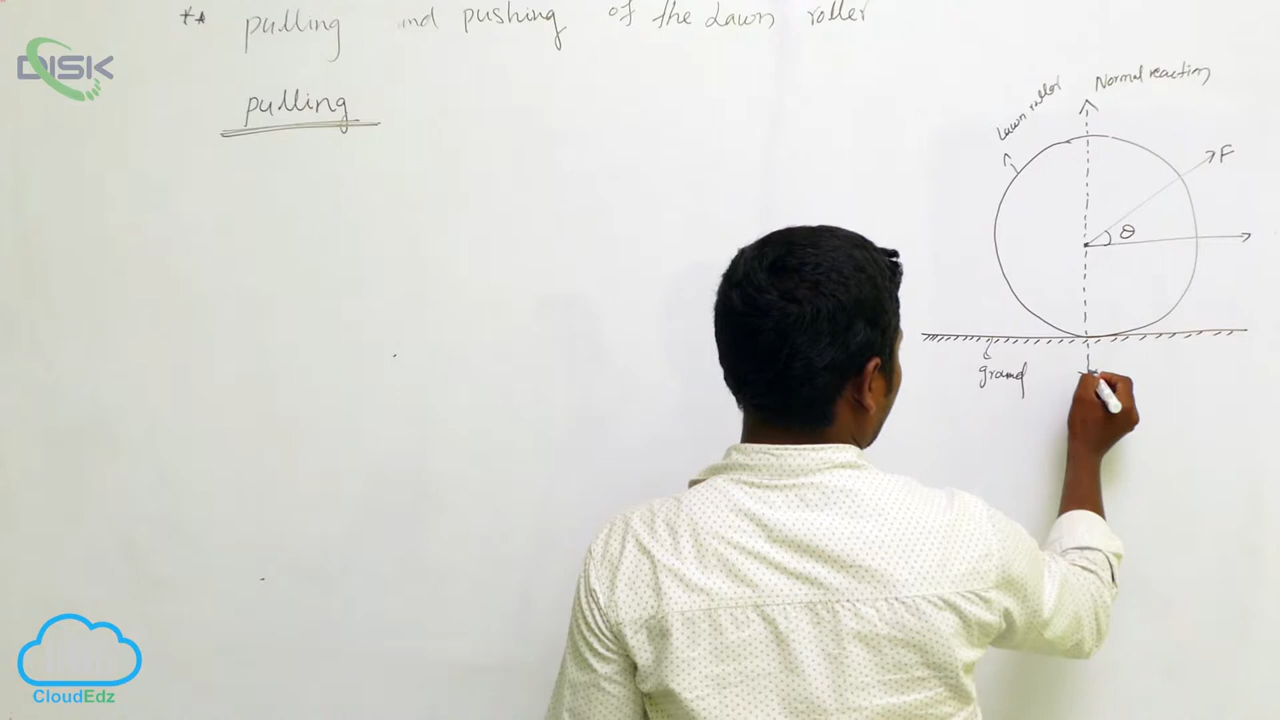 pulling and pushing of the Lawn roller
DISK
pulling
Lawn roller
Normal reaction
F
θ
ground
CloudEdz